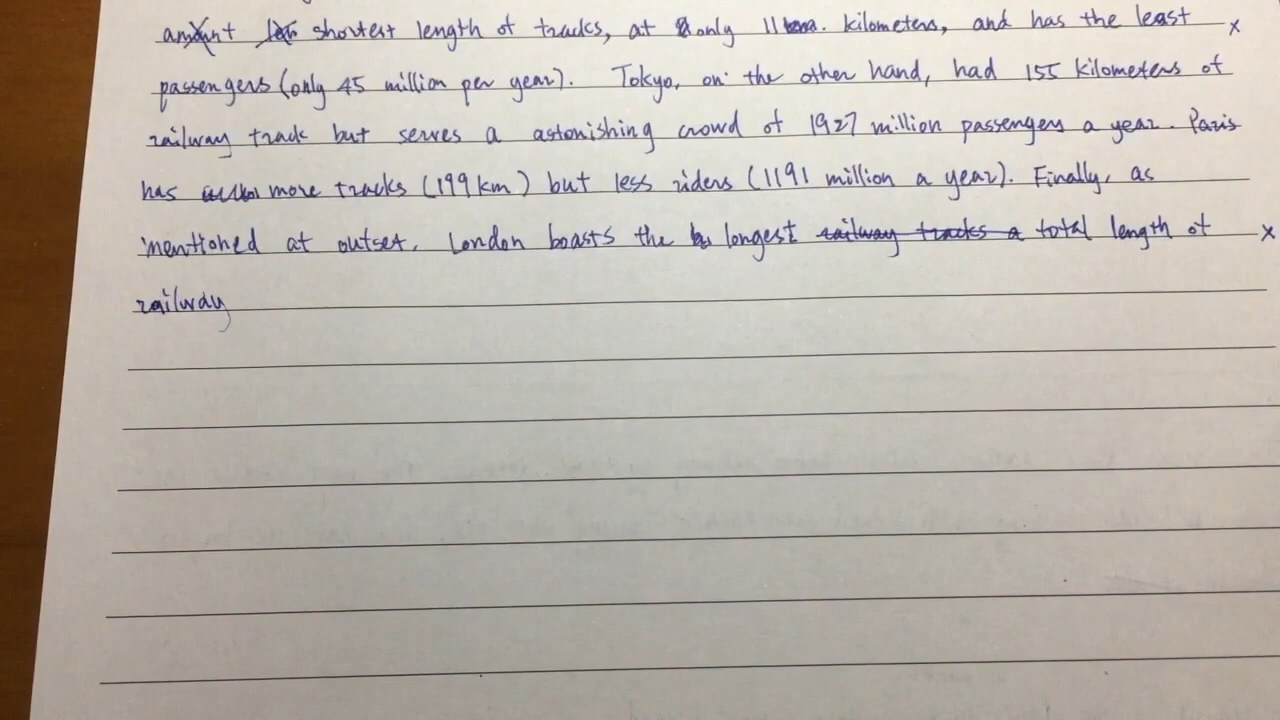 amount shortest length of tracks, at only 11 kilometers, and has the least x
passengers (only 45 million per year). Tokyo, on the other hand, had 155 kilometers of
railway track but serves a astonishing crowd of 1927 million passengers a year. Paris
has more tracks (199 km) but less riders (1191 million a year). Finally, as
mentioned at outset, London boasts the longest railway tracks a total length of x
railway